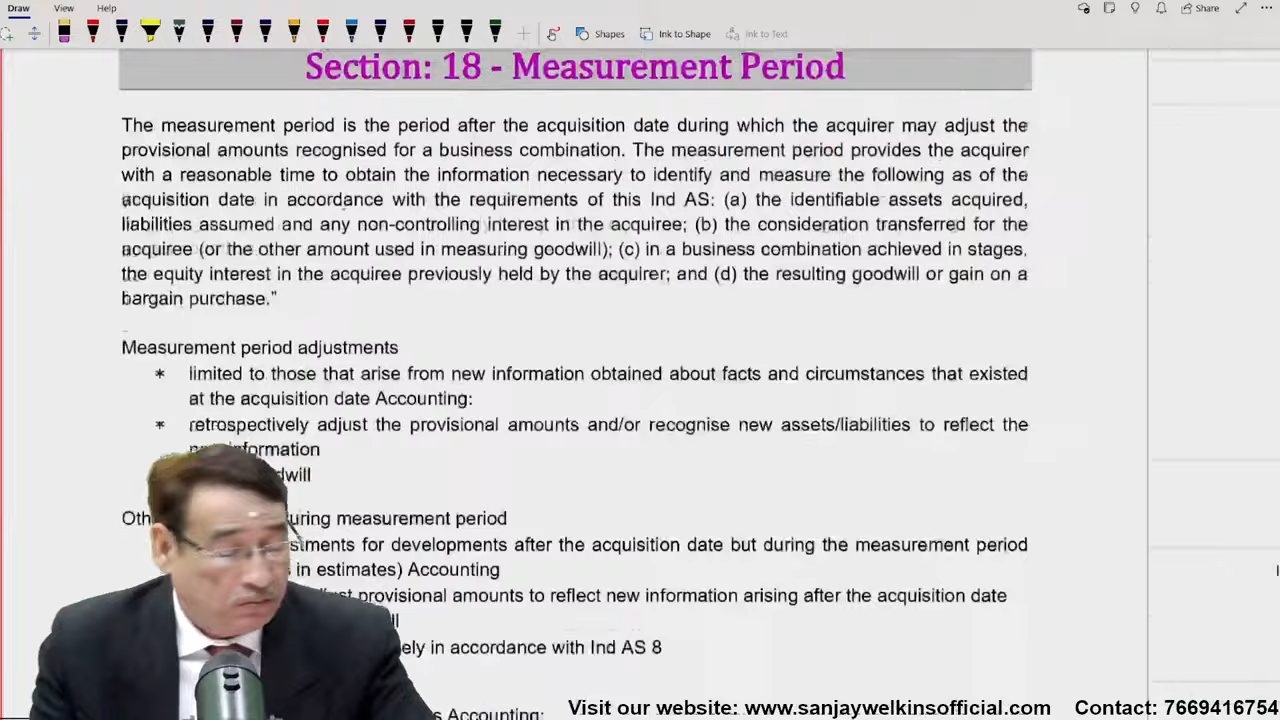 Draw View Help
Share
Shapes Ink to Shape Ink to Text
Section: 18 - Measurement Period
The measurement period is the period after the acquisition date during which the acquirer may adjust the
provisional amounts recognised for a business combination. The measurement period provides the acquirer
with a reasonable time to obtain the information necessary to identify and measure the following as of the
acquisition date in accordance with the requirements of this Ind AS: (a) the identifiable assets acquired,
liabilities assumed and any non-controlling interest in the acquiree; (b) the consideration transferred for the
acquiree (or the other amount used in measuring goodwill); (c) in a business combination achieved in stages,
the equity interest in the acquiree previously held by the acquirer; and (d) the resulting goodwill or gain on a
bargain purchase."
Measurement period adjustments
* limited to those that arise from new information obtained about facts and circumstances that existed
at the acquisition date Accounting:
* retrospectively adjust the provisional amounts and/or recognise new assets/liabilities to reflect the
information
during measurement period
for developments after the acquisition date but during the measurement period
in estimates) Accounting
provisional amounts to reflect new information arising after the acquisition date
in accordance with Ind AS 8
Accounting:
Visit our website: www.sanjaywelkinsofficial.com Contact: 7669416754